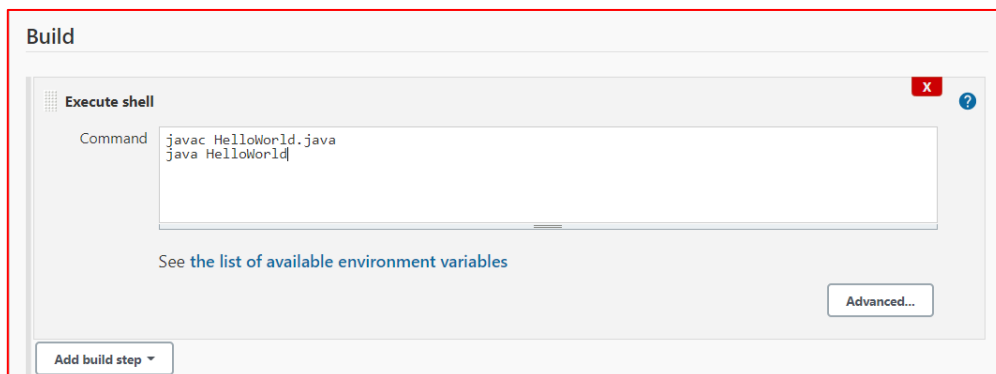 Build
X
Execute shell
?
Command
javac HelloWorld.java
java HelloWorld
See the list of available environment variables
Advanced...
Add build step